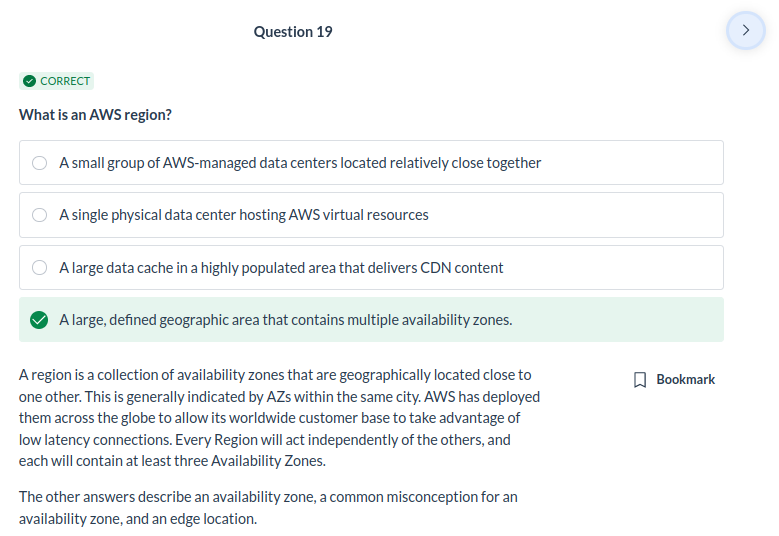 Question 19
CORRECT
What is an AWS region?
A small group of AWS-managed data centers located relatively close together
A single physical data center hosting AWS virtual resources
A large data cache in a highly populated area that delivers CDN content
A large, defined geographic area that contains multiple availability zones.
A region is a collection of availability zones that are geographically located close to
one other. This is generally indicated by AZs within the same city. AWS has deployed
them across the globe to allow its worldwide customer base to take advantage of
low latency connections. Every Region will act independently of the others, and
each will contain at least three Availability Zones.
Bookmark
The other answers describe an availability zone, a common misconception for an
availability zone, and an edge location.